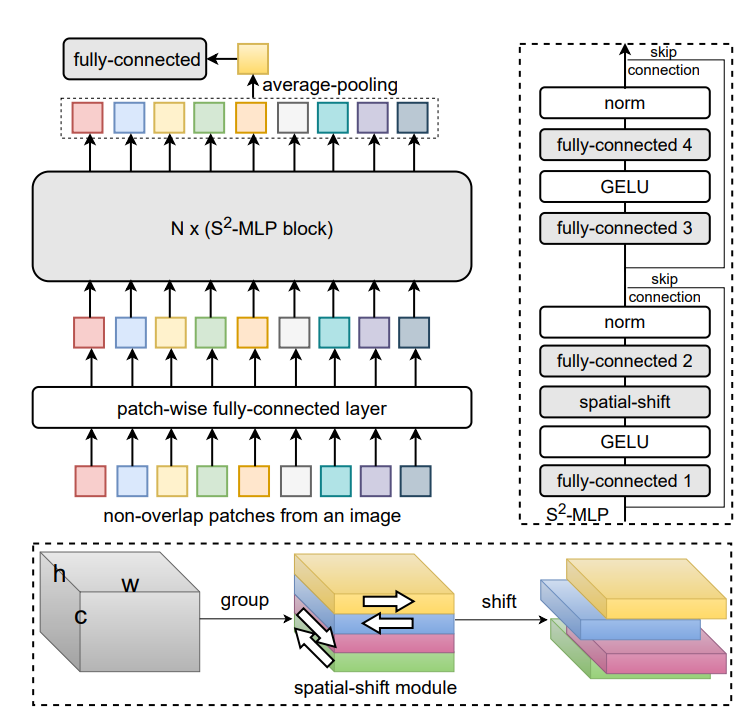 fully-connected
average-pooling
N x (S²-MLP block)
patch-wise fully-connected layer
non-overlap patches from an image
skip
connection
norm
fully-connected 4
GELU
fully-connected 3
skip
connection
norm
fully-connected 2
spatial-shift
GELU
fully-connected 1
S²-MLP
h
w
c
group
shift
spatial-shift module